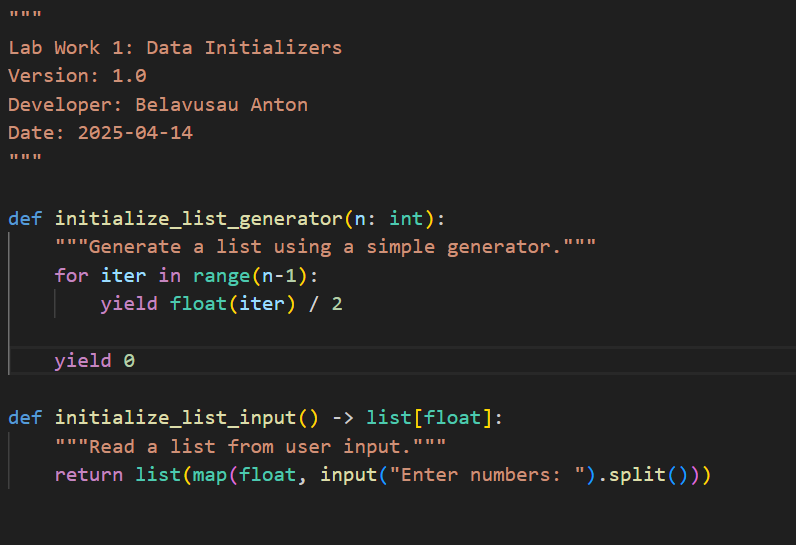 """
Lab Work 1: Data Initializers
Version: 1.0
Developer: Belavusau Anton
Date: 2025-04-14
"""
def initialize_list_generator(n: int):
    """Generate a list using a simple generator."""
    for iter in range(n-1):
        yield float(iter) / 2
    yield 0
def initialize_list_input() -> list[float]:
    """Read a list from user input."""
    return list(map(float, input("Enter numbers: ").split()))